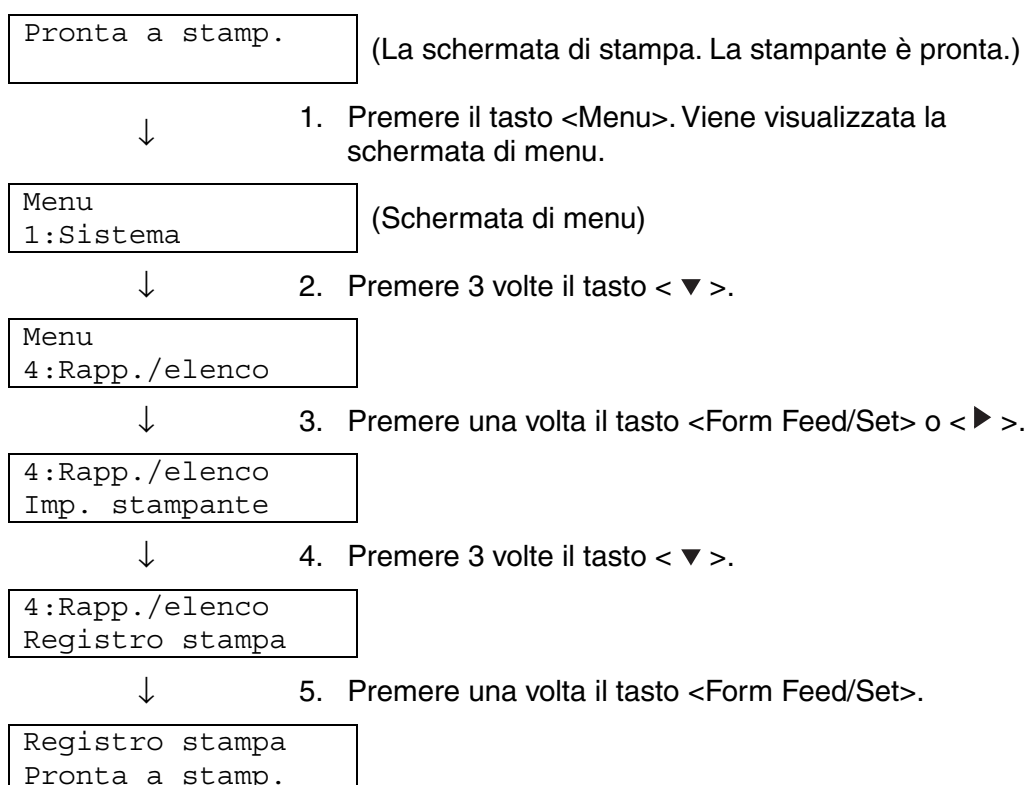 Pronta a stamp.
(La schermata di stampa. La stampante è pronta.)
↓
1. Premere il tasto <Menu>. Viene visualizzata la
schermata di menu.
Menu
1:Sistema
(Schermata di menu)
↓
2. Premere 3 volte il tasto < ▼ >.
Menu
4:Rapp./elenco
↓
3. Premere una volta il tasto <Form Feed/Set> o < ▶ >.
4:Rapp./elenco
Imp. stampante
↓
4. Premere 3 volte il tasto < ▼ >.
4:Rapp./elenco
Registro stampa
↓
5. Premere una volta il tasto <Form Feed/Set>.
Registro stampa
Pronta a stamp.